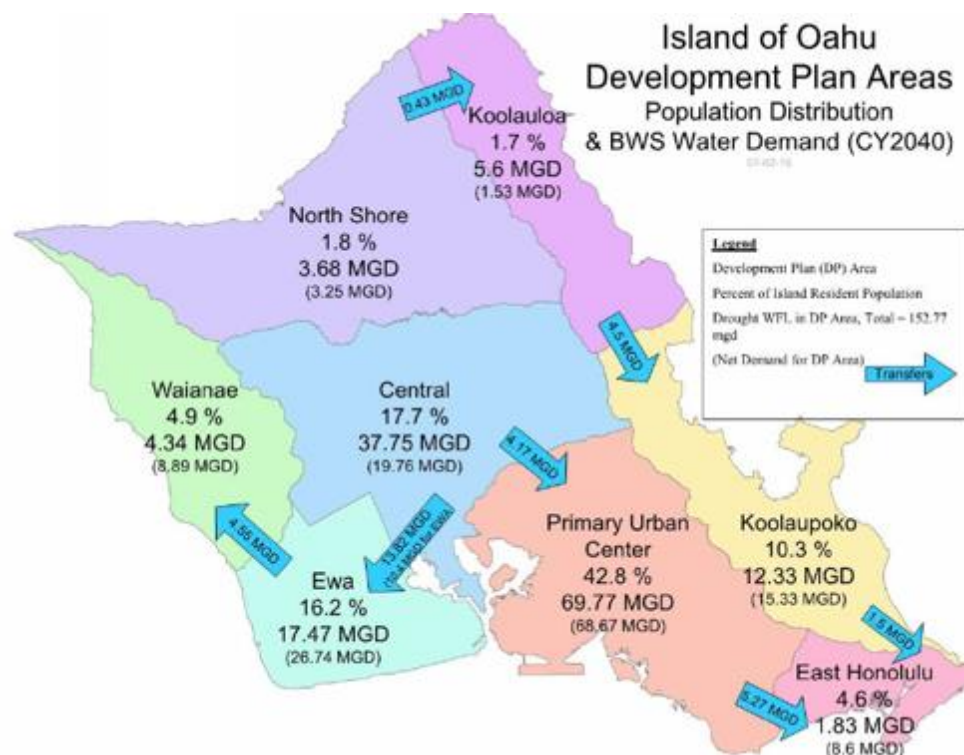 Island of Oahu
Development Plan Areas
Population Distribution
& BWS Water Demand (CY2040)
0.43 MGD
Koolauloa
1.7 %
5.6 MGD
(1.53 MGD)
North Shore
1.8 %
3.68 MGD
(3.25 MGD)
Legend
Development Plan (DP) Area
Percent of Island Resident Population
Drought WFL in DP Area, Total = 152.77
mgd
(Net Demand for DP Area)
Transfers
4.5 MGD
Waianae
4.9 %
4.34 MGD
(8.89 MGD)
Central
17.7 %
37.75 MGD
(19.76 MGD)
4.17 MGD
13.82 MGD
4.55 MGD
Ewa
16.2 %
17.47 MGD
(26.74 MGD)
Primary Urban
Center
42.8 %
69.77 MGD
(68.67 MGD)
Koolaupoko
10.3 %
12.33 MGD
(15.33 MGD)
1.5 MGD
5.27 MGD
East Honolulu
4.6 %
1.83 MGD
(8.6 MGD)